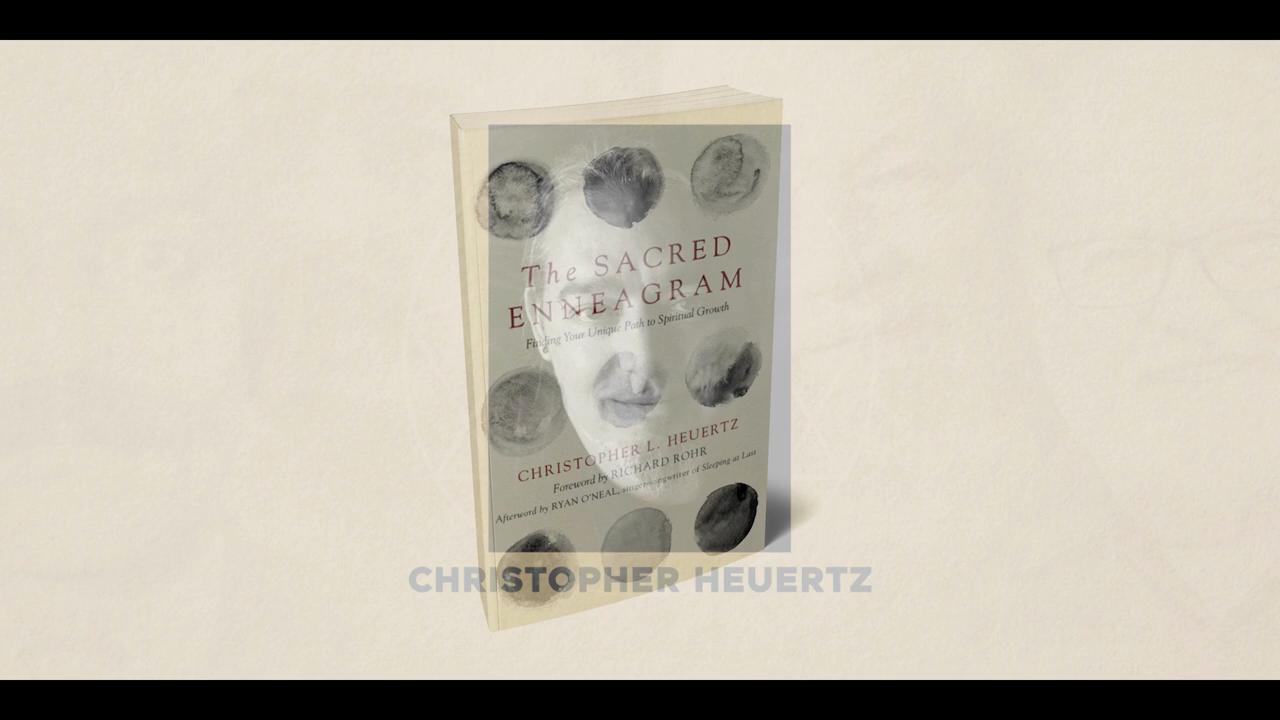 The SACRED
ENNEAGRAM
Finding Your Unique Path to Spiritual Growth
CHRISTOPHER L. HEUERTZ
Foreword by RICHARD ROHR
Afterword by RYAN O'NEAL, singer-songwriter of Sleeping at Last
CHRISTOPHER HEUERTZ